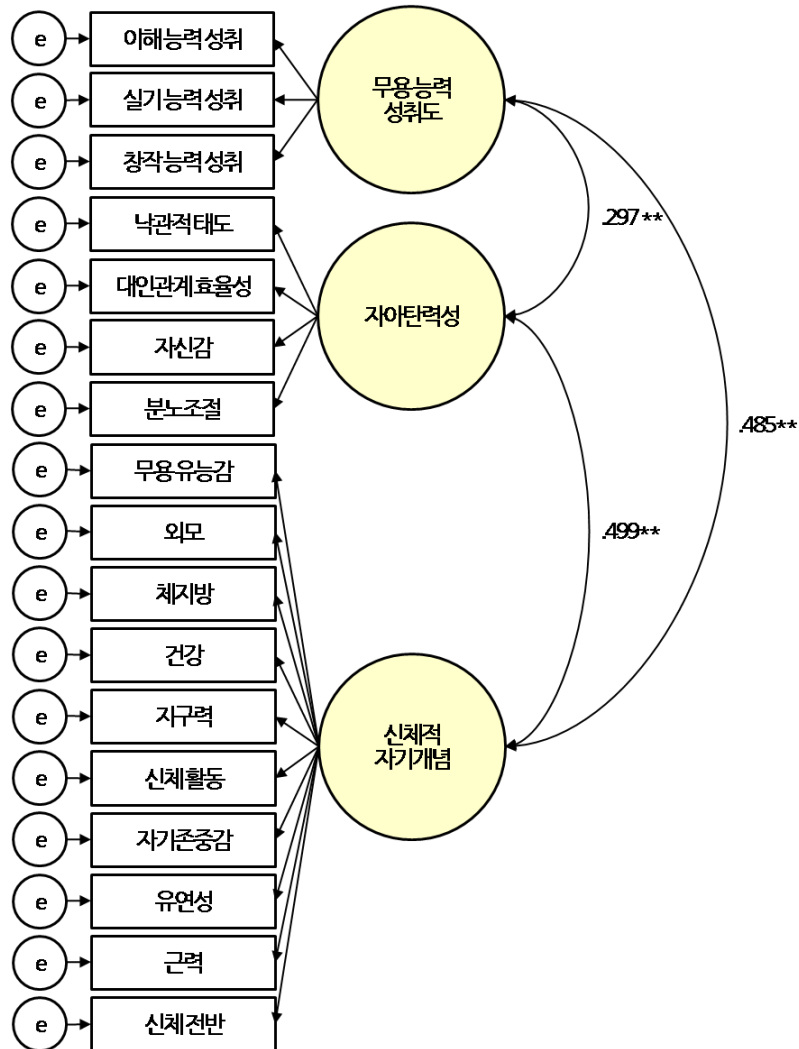 e
이해능력성취
e
실기능력성취
e
창작능력성취
e
낙관적태도
e
대인관계효율성
e
자신감
e
분노조절
e
무용유능감
e
외모
e
체지방
e
건강
e
지구력
e
신체활동
e
자기존중감
e
유연성
e
근력
e
신체전반
무용능력
성취도
자아탄력성
신체적
자기개념
.297**
.485**
.499**